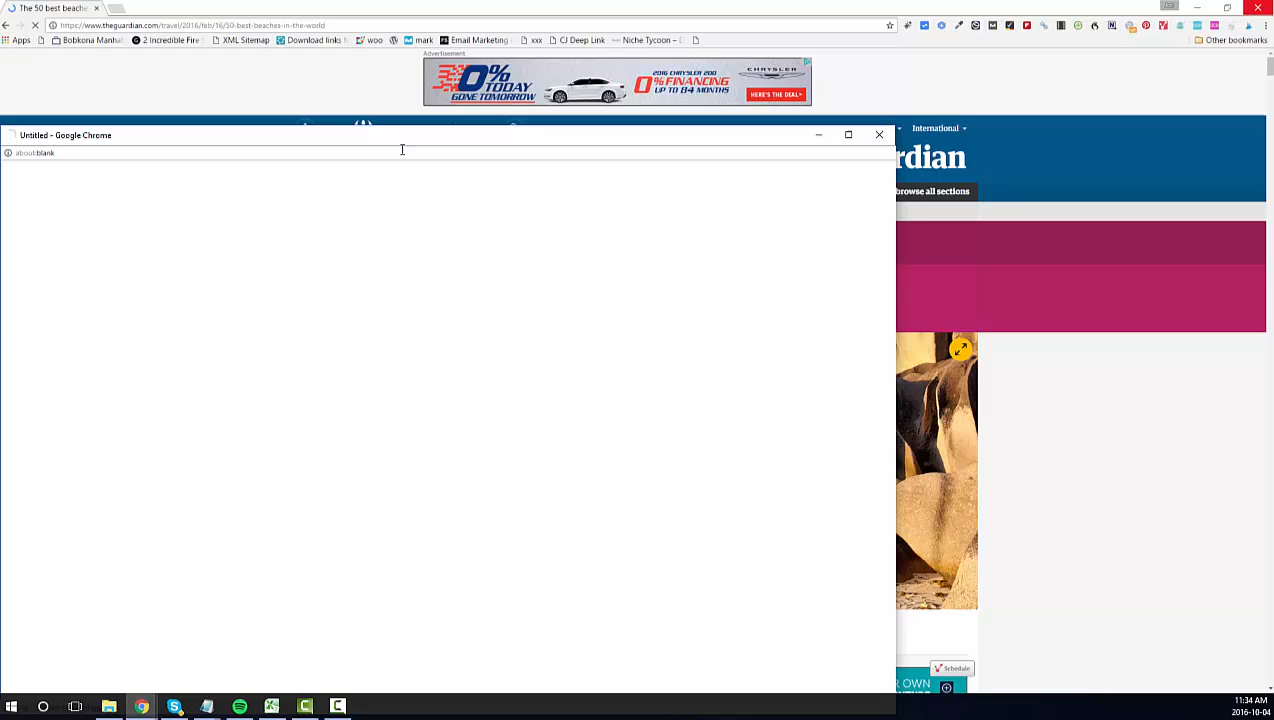 The 50 best beache
https://www.theguardian.com/travel/2016/feb/16/50-best-beaches-in-the-world
Apps
Bobkona Manha
2 Incredible Fire
XML Sitemap
Download links
woo
mark
Email Marketing
xxx
CJ Deep Link
Niche Tycoon –
Other bookmarks
Advertisement
0% TODAY
GONE TOMORROW
2016 CHRYSLER 200
0% FINANCING
UP TO 84 MONTHS
CHRYSLER
HERE'S THE DEAL>
Untitled - Google Chrome
about:blank
International
rdian
browse all sections
Schedule
R OWN
11:34 AM
2016-10-04